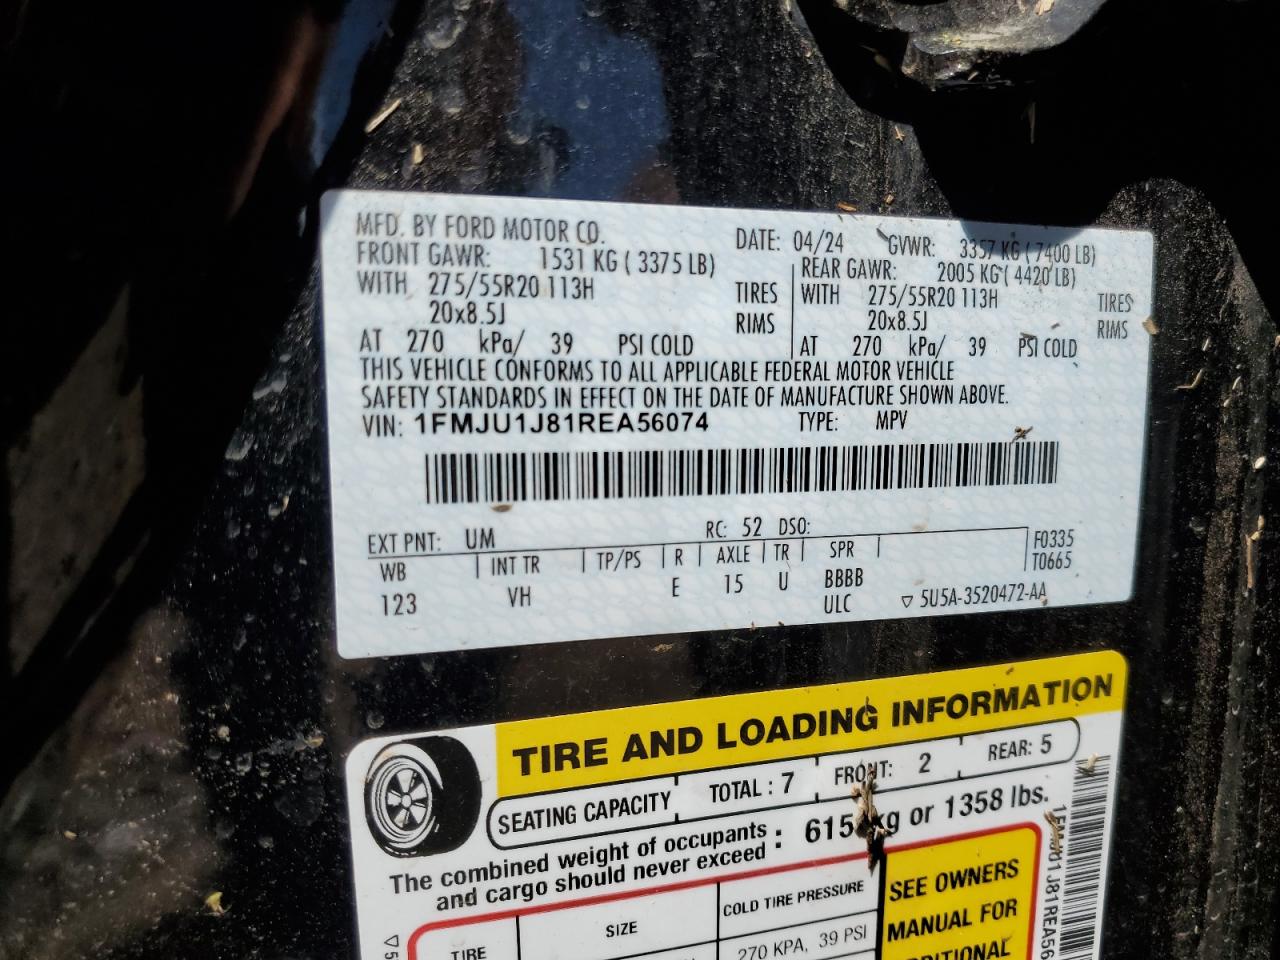 MFD. BY FORD MOTOR CO. DATE: 04/24 GVWR: 3357 KG ( 7400 LB)
FRONT GAWR: 1531 KG ( 3375 LB) REAR GAWR: 2005 KG ( 4420 LB)
WITH 275/55R20 113H TIRES WITH 275/55R20 113H TIRES
20x8.5J RIMS 20x8.5J RIMS
AT 270 kPa/ 39 PSI COLD AT 270 kPa/ 39 PSI COLD
THIS VEHICLE CONFORMS TO ALL APPLICABLE FEDERAL MOTOR VEHICLE
SAFETY STANDARDS IN EFFECT ON THE DATE OF MANUFACTURE SHOWN ABOVE.
VIN: 1FMJU1J81REA56074 TYPE: MPV
EXT PNT: UM RC: 52 DSO:
WB INT TR TP/PS R AXLE TR SPR F0335
T0665
123 VH E 15 U BBBB
ULC ▽ 5U5A-3520472-AA
TIRE AND LOADING INFORMATION
SEATING CAPACITY TOTAL : 7 FRONT: 2 REAR: 5
The combined weight of occupants and cargo should never exceed : kg or 1358 lbs.
TIRE SIZE COLD TIRE PRESSURE
270 KPA, 39 PSI
SEE OWNERS
MANUAL FOR